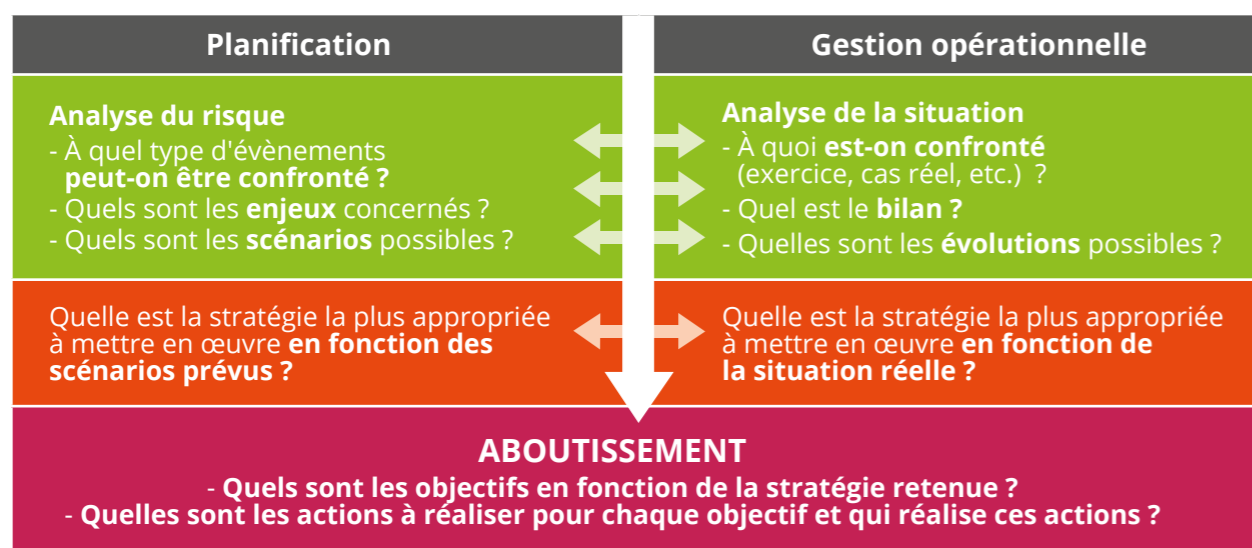 Planification
Analyse du risque
- À quel type d'évènements
peut-on être confronté ?
- Quels sont les enjeux concernés ?
- Quels sont les scénarios possibles ?
Quelle est la stratégie la plus appropriée
à mettre en œuvre en fonction des
scénarios prévus ?
Gestion opérationnelle
Analyse de la situation
- À quoi est-on confronté
(exercice, cas réel, etc.) ?
- Quel est le bilan ?
- Quelles sont les évolutions possibles ?
Quelle est la stratégie la plus appropriée
à mettre en œuvre en fonction de
la situation réelle ?
ABOUTISSEMENT
- Quels sont les objectifs en fonction de la stratégie retenue ?
- Quelles sont les actions à réaliser pour chaque objectif et qui réalise ces actions ?